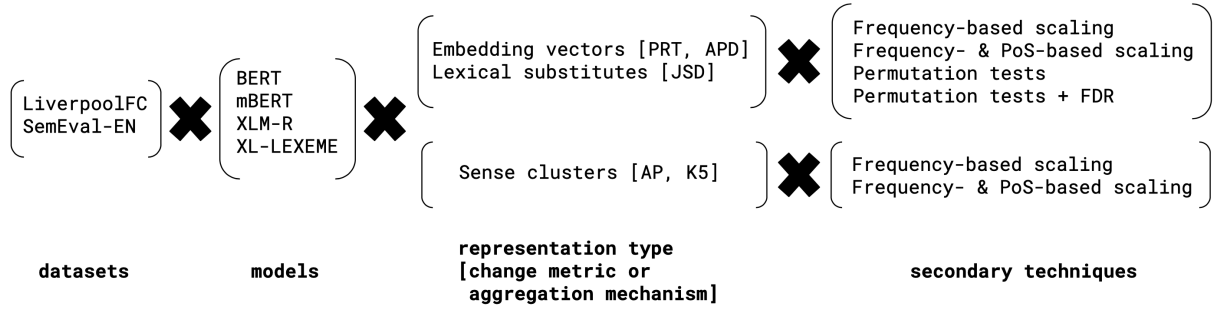 LiverpoolFC
SemEval-EN
BERT
mBERT
XLM-R
XL-LEXEME
Embedding vectors [PRT, APD]
Lexical substitutes [JSD]
Frequency-based scaling
Frequency- & PoS-based scaling
Permutation tests
Permutation tests + FDR
Sense clusters [AP, K5]
Frequency-based scaling
Frequency- & PoS-based scaling
datasets
models
representation type
[change metric or
aggregation mechanism]
secondary techniques